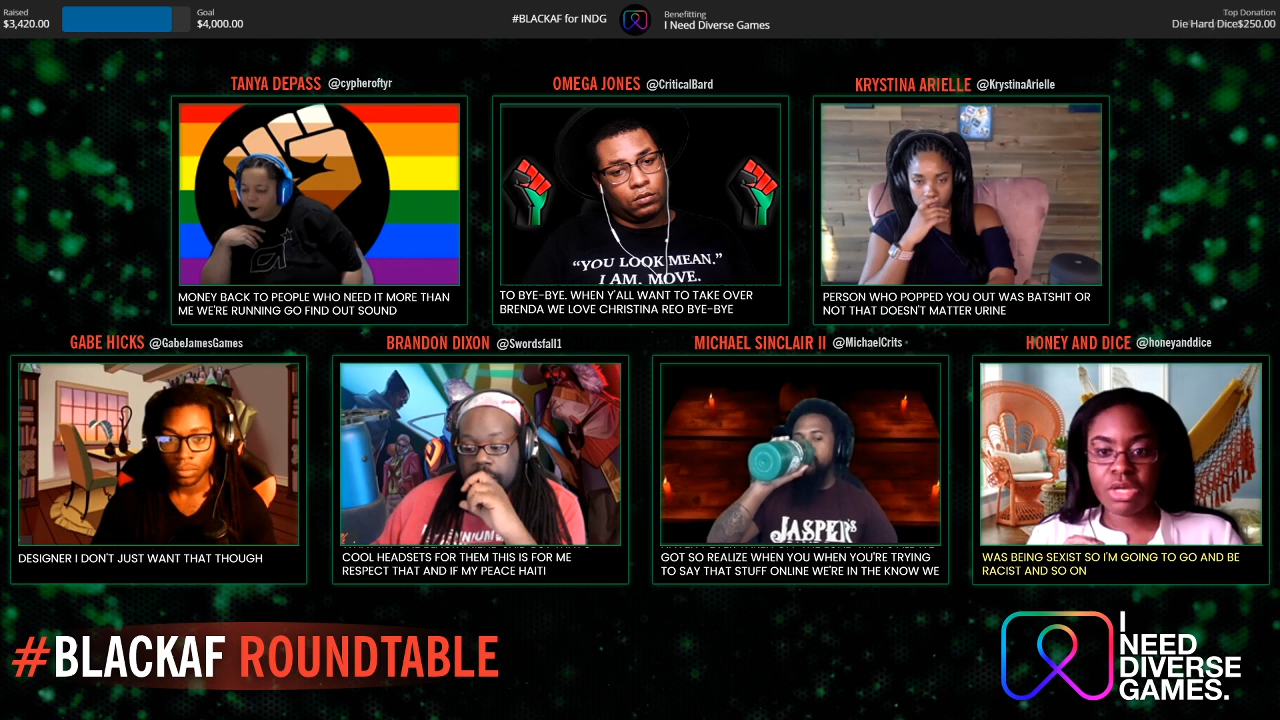 Raised
$3,420.00
Goal
$4,000.00
#BLACKAF for INDG
Benefitting
I Need Diverse Games
Top Donation
Die Hard Dice$250.00
TANYA DEPASS @cypheroftyr
OMEGA JONES @CriticalBard
KRYSTINA ARIELLE @KrystinaArielle
"YOU LOOK MEAN."
I AM. MOVE.
MONEY BACK TO PEOPLE WHO NEED IT MORE THAN
ME WE'RE RUNNING GO FIND OUT SOUND
TO BYE-BYE. WHEN Y'ALL WANT TO TAKE OVER
BRENDA WE LOVE CHRISTINA REO BYE-BYE
PERSON WHO POPPED YOU OUT WAS BATSHIT OR
NOT THAT DOESN'T MATTER URINE
GABE HICKS @GabeJamesGames
BRANDON DIXON @Swordsfall1
MICHAEL SINCLAIR II @MichaelCrits
HONEY AND DICE @honeyanddice
JASPER'S
DESIGNER I DON'T JUST WANT THAT THOUGH
COOL HEADSETS FOR THEM THIS IS FOR ME
RESPECT THAT AND IF MY PEACE HAITI
GOT SO REALIZE WHEN YOU WHEN YOU'RE TRYING
TO SAY THAT STUFF ONLINE WE'RE IN THE KNOW WE
WAS BEING SEXIST SO I'M GOING TO GO AND BE
RACIST AND SO ON
#BLACKAF ROUNDTABLE
I
NEED
DIVERSE
GAMES.